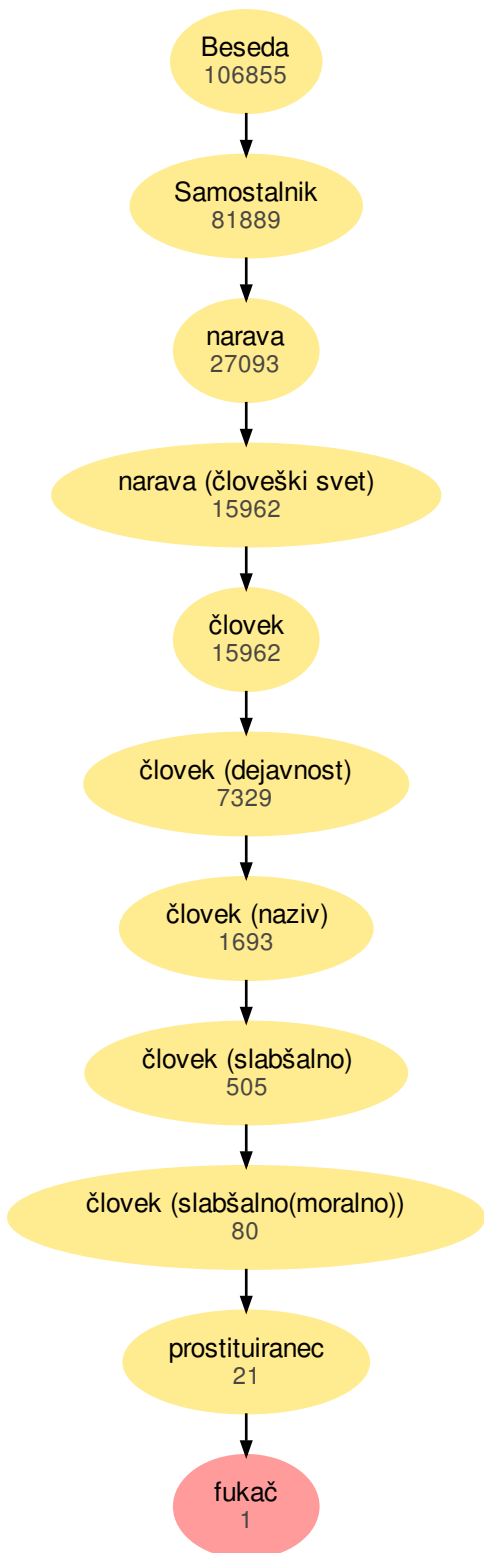 Beseda
106855
Samostalnik
81889
narava
27093
narava (človeški svet)
15962
človek
15962
človek (dejavnost)
7329
človek (naziv)
1693
človek (slabšalno)
505
človek (slabšalno(moralno))
80
prostituiranec
21
fukač
1